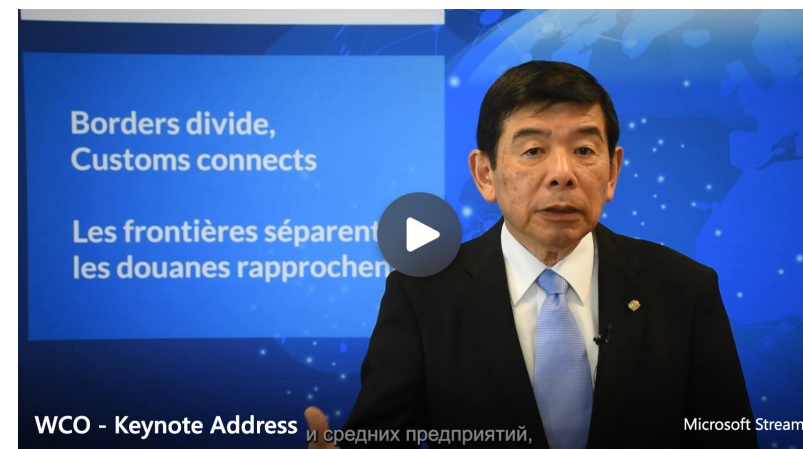 Borders divide,
Customs connects
Les frontières séparent
les douanes rapprochen
WCO - Keynote Address
и средних предприятий,
Microsoft Stream